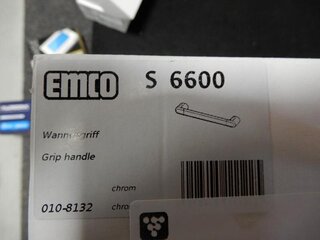 EMCO S 6600
Wannengriff
Grip handle
chrom
010-8132